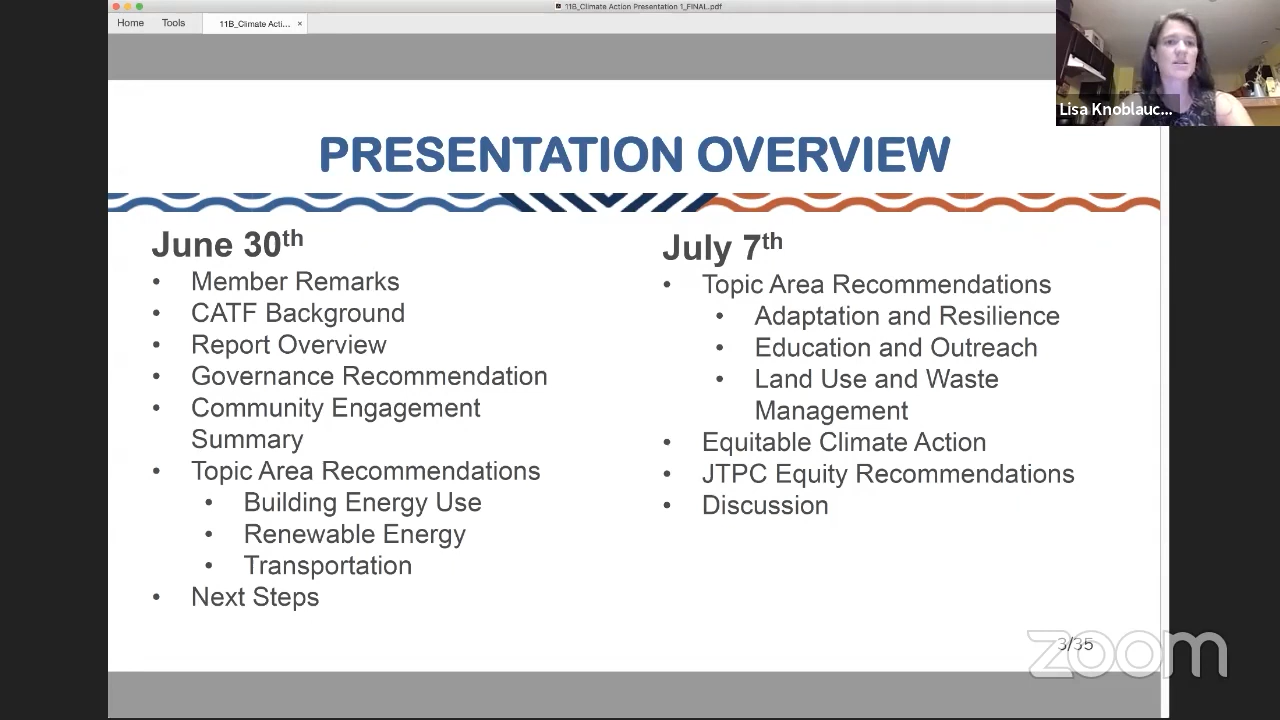 11B_Climate Action Presentation 1_FINAL.pdf
Home Tools 11B_Climate Acti... ×
Lisa Knoblauc...
PRESENTATION OVERVIEW
June 30th
• Member Remarks
• CATF Background
• Report Overview
• Governance Recommendation
• Community Engagement
Summary
• Topic Area Recommendations
• Building Energy Use
• Renewable Energy
• Transportation
• Next Steps
July 7th
• Topic Area Recommendations
• Adaptation and Resilience
• Education and Outreach
• Land Use and Waste
Management
• Equitable Climate Action
• JTPC Equity Recommendations
• Discussion
3/35
zoom